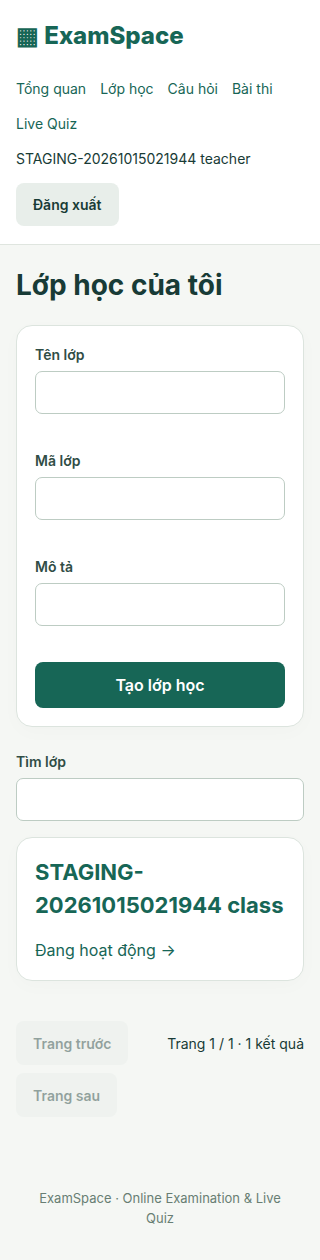 ExamSpace
Tổng quan Lớp học Câu hỏi Bài thi
Live Quiz
STAGING-20261015021944 teacher
Đăng xuất
Lớp học của tôi
Tên lớp
Mã lớp
Mô tả
Tạo lớp học
Tìm lớp
STAGING-
20261015021944 class
Đang hoạt động →
Trang trước
Trang 1 / 1 · 1 kết quả
Trang sau
ExamSpace · Online Examination & Live
Quiz